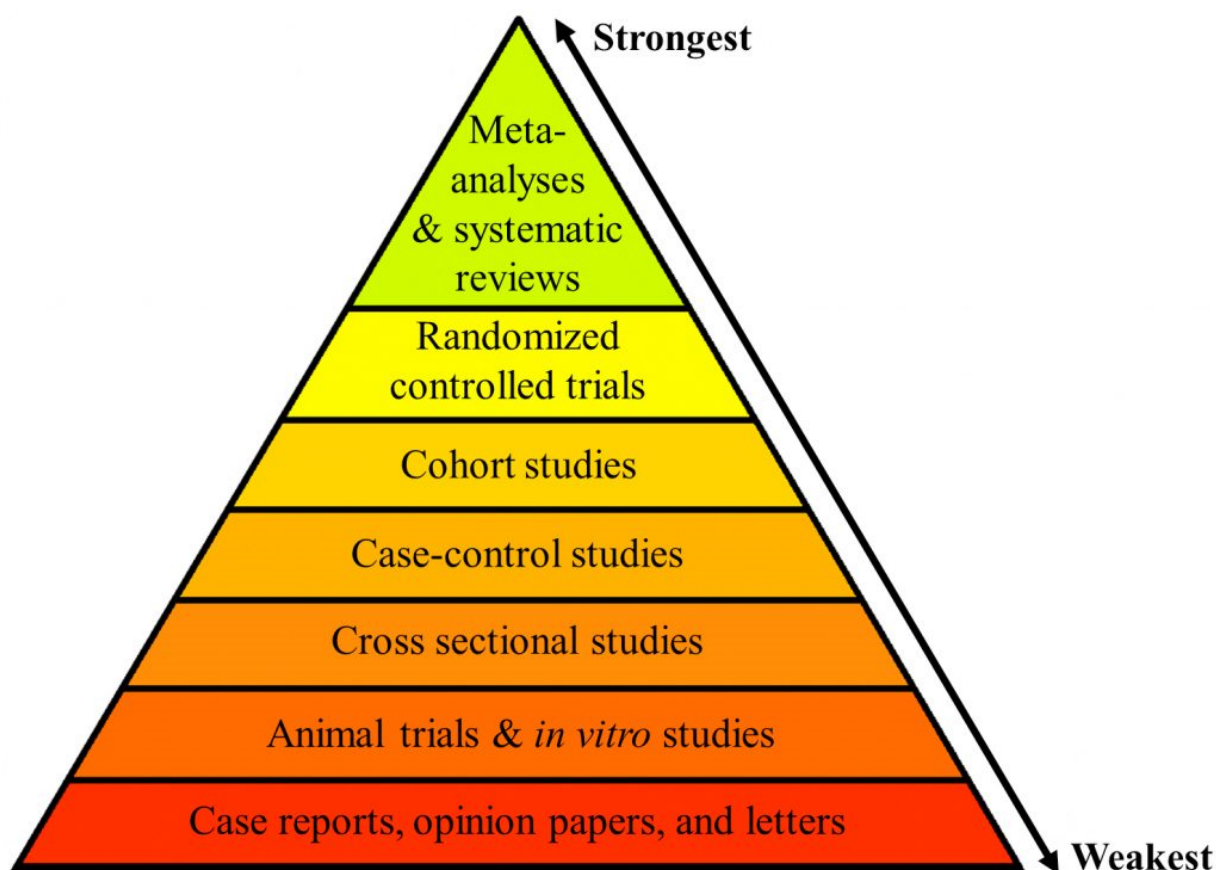 Strongest
Meta-
analyses
& systematic
reviews
Randomized
controlled trials
Cohort studies
Case-control studies
Cross sectional studies
Animal trials & in vitro studies
Case reports, opinion papers, and letters
Weakest